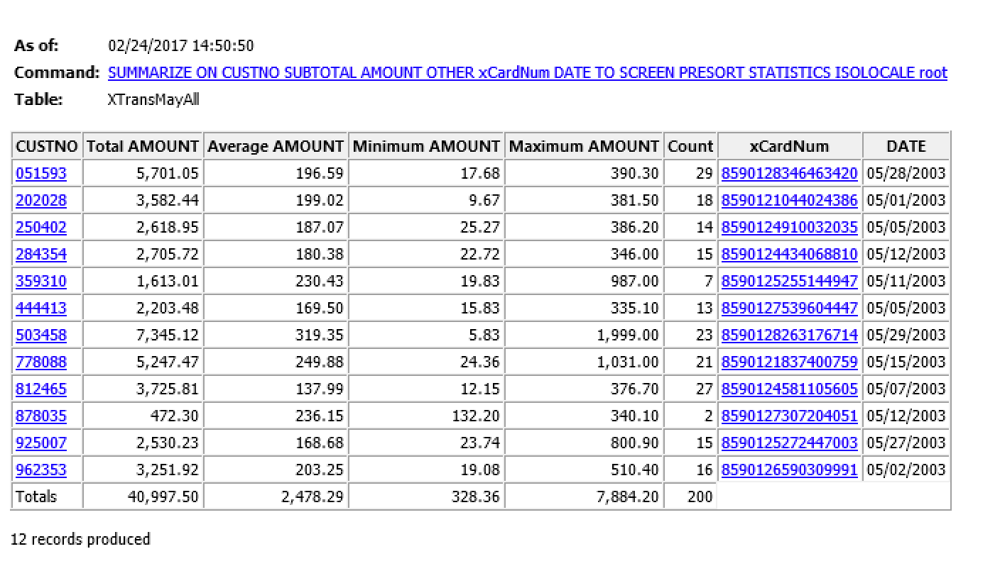 As of: 02/24/2017 14:50:50
Command: SUMMARIZE ON CUSTNO SUBTOTAL AMOUNT OTHER xCardNum DATE TO SCREEN PRESORT STATISTICS ISOLOCALE root
Table: XTransMayAll
CUSTNO Total AMOUNT Average AMOUNT Minimum AMOUNT Maximum AMOUNT Count xCardNum DATE
051593 5,701.05 196.59 17.68 390.30 29 8590128346463420 05/28/2003
202028 3,582.44 199.02 9.67 381.50 18 8590121044024386 05/01/2003
250402 2,618.95 187.07 25.27 386.20 14 8590124910032035 05/05/2003
284354 2,705.72 180.38 22.72 346.00 15 8590124434068810 05/12/2003
359310 1,613.01 230.43 19.83 987.00 7 8590125255144947 05/11/2003
444413 2,203.48 169.50 15.83 335.10 13 8590127539604447 05/05/2003
503458 7,345.12 319.35 5.83 1,999.00 23 8590128263176714 05/29/2003
778088 5,247.47 249.88 24.36 1,031.00 21 8590121837400759 05/15/2003
812465 3,725.81 137.99 12.15 376.70 27 8590124581105605 05/07/2003
878035 472.30 236.15 132.20 340.10 2 8590127307204051 05/12/2003
925007 2,530.23 168.68 23.74 800.90 15 8590125272447003 05/27/2003
962353 3,251.92 203.25 19.08 510.40 16 8590126590309991 05/02/2003
Totals 40,997.50 2,478.29 328.36 7,884.20 200
12 records produced